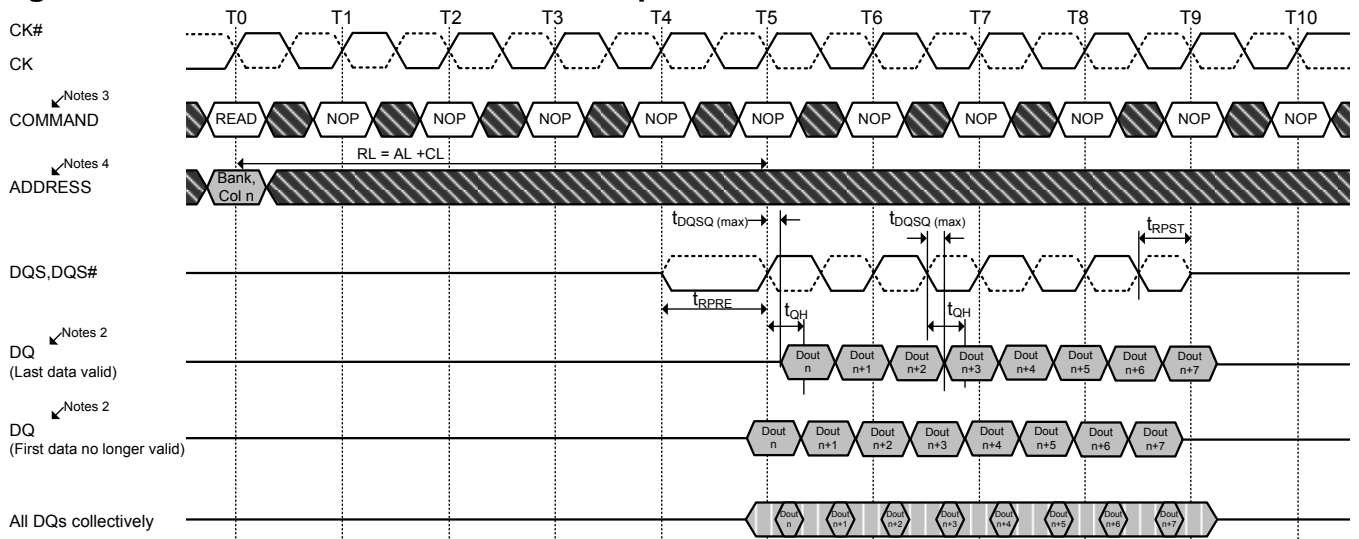 T0 T1 T2 T3 T4 T5 T6 T7 T8 T9 T10
CK#
CK
Notes 3
COMMAND
READ NOP NOP NOP NOP NOP NOP NOP NOP NOP NOP
RL = AL +CL
Notes 4
ADDRESS
Bank,
Col n
tDQSQ (max) tDQSQ (max) tRPST
DQS,DQS#
tRPRE tQH tQH
Notes 2
DQ
(Last data valid)
Dout n Dout n+1 Dout n+2 Dout n+3 Dout n+4 Dout n+5 Dout n+6 Dout n+7
Notes 2
DQ
(First data no longer valid)
Dout n Dout n+1 Dout n+2 Dout n+3 Dout n+4 Dout n+5 Dout n+6 Dout n+7
All DQs collectively
Dout n Dout n+1 Dout n+2 Dout n+3 Dout n+4 Dout n+5 Dout n+6 Dout n+7